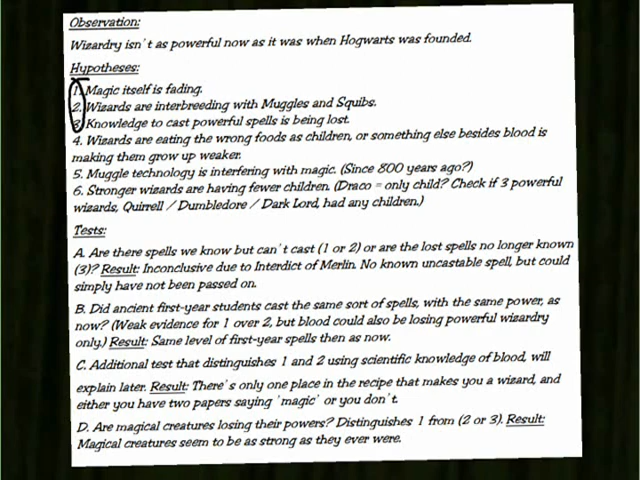 Observation:
Wizardry isn't as powerful now as it was when Hogwarts was founded.
Hypotheses:
1. Magic itself is fading.
2. Wizards are interbreeding with Muggles and Squibs.
3. Knowledge to cast powerful spells is being lost.
4. Wizards are eating the wrong foods as children, or something else besides blood is
making them grow up weaker.
5. Muggle technology is interfering with magic. (Since 800 years ago?)
6. Stronger wizards are having fewer children. (Draco = only child? Check if 3 powerful
wizards, Quirrell / Dumbledore / Dark Lord, had any children.)
Tests:
A. Are there spells we know but can't cast (1 or 2) or are the lost spells no longer known
(3)? Result: Inconclusive due to Interdict of Merlin. No known uncastable spell, but could
simply have not been passed on.
B. Did ancient first-year students cast the same sort of spells, with the same power, as
now? (Weak evidence for 1 over 2, but blood could also be losing powerful wizardry
only.) Result: Same level of first-year spells then as now.
C. Additional test that distinguishes 1 and 2 using scientific knowledge of blood, will
explain later. Result: There's only one place in the recipe that makes you a wizard, and
either you have two papers saying 'magic' or you don't.
D. Are magical creatures losing their powers? Distinguishes 1 from (2 or 3). Result:
Magical creatures seem to be as strong as they ever were.